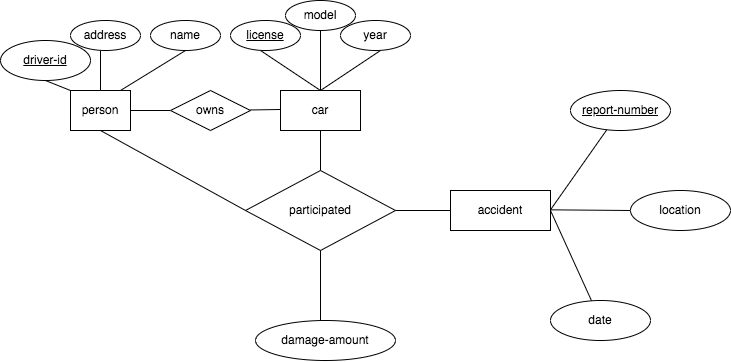 model
address
name
license
year
driver-id
person
owns
car
report-number
participated
accident
location
date
damage-amount